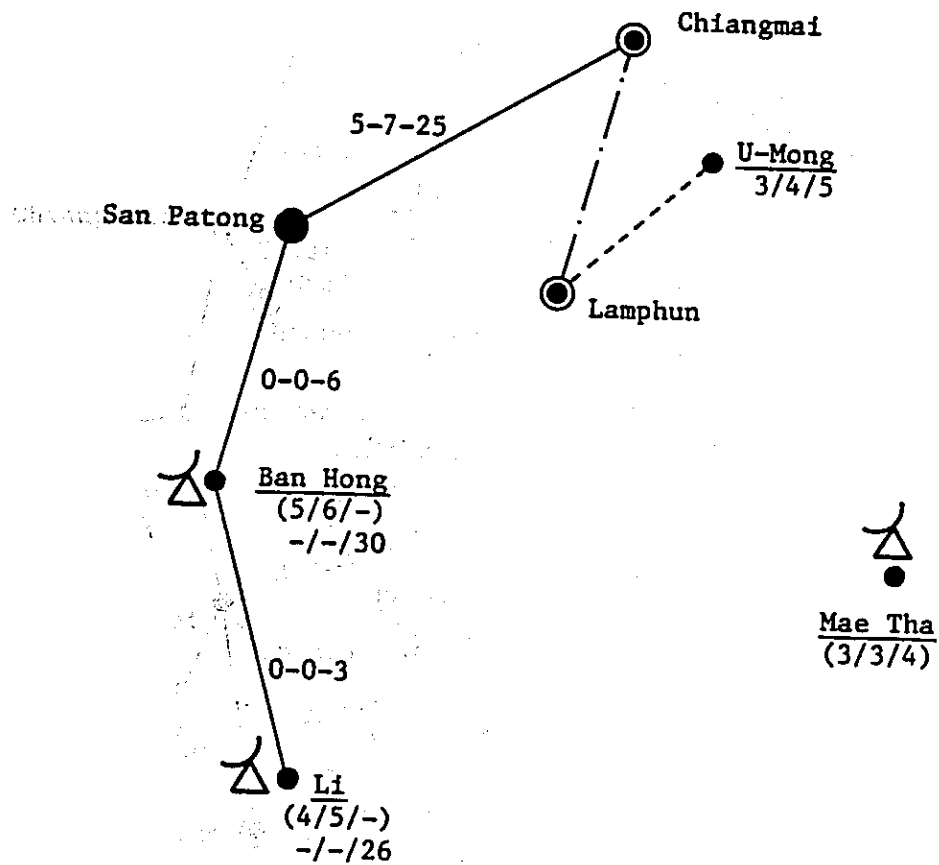 Chiangmai
5-7-25
U-Mong
3/4/5
San Patong
Lamphun
0-0-6
Ban Hong
(5/6/-)
-/-/30
Mae Tha
(3/3/4)
0-0-3
Li
(4/5/-)
-/-/26